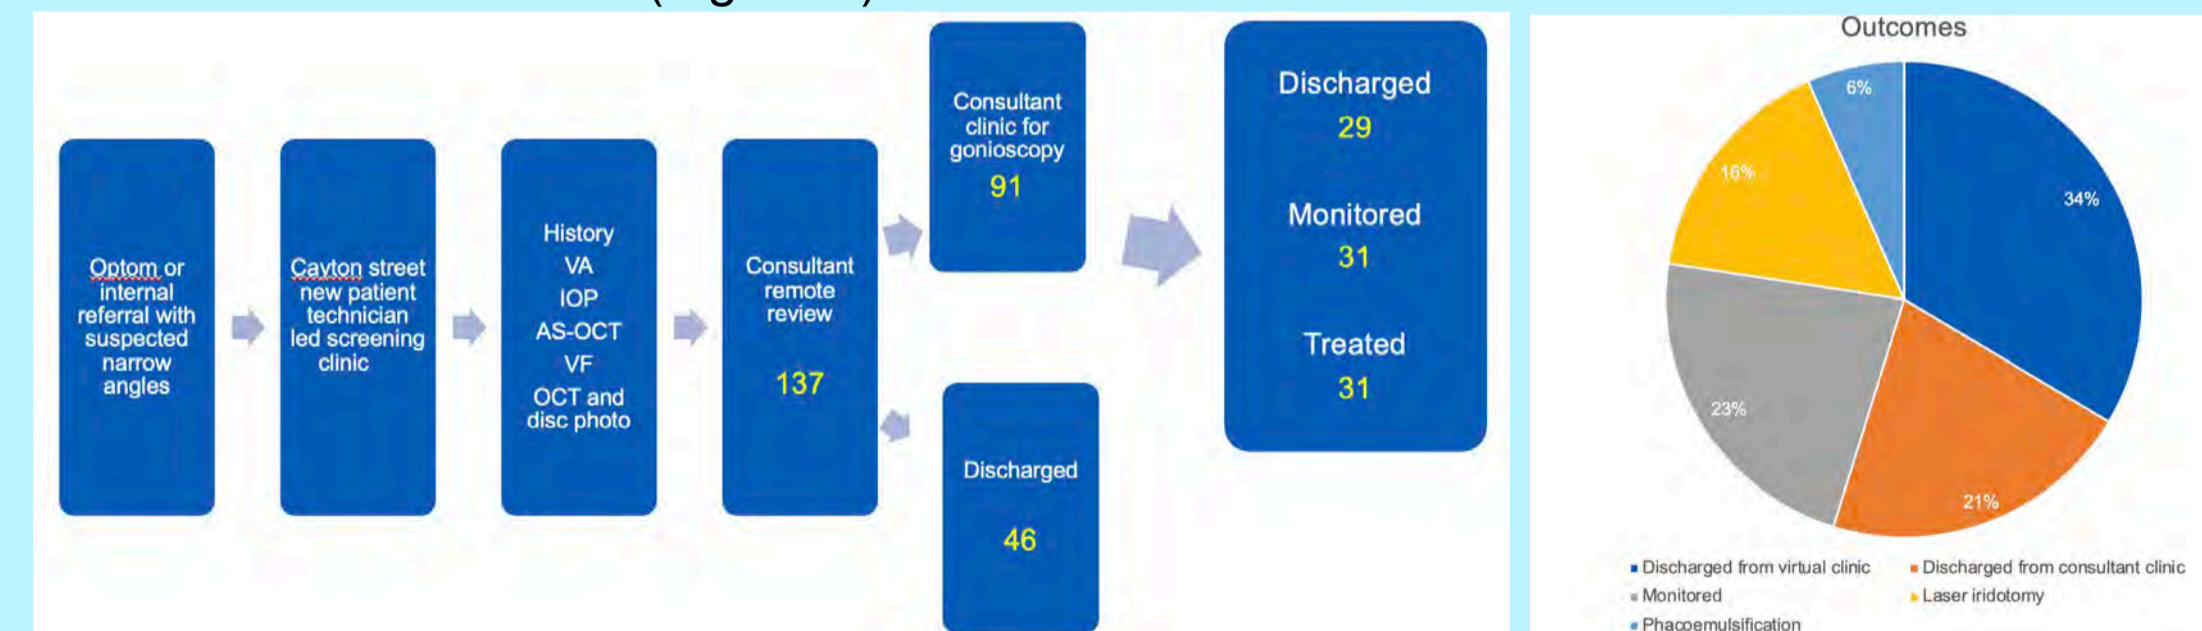 Optom or
internal
referral with
suspected
narrow
angles
Cayton street
new patient
technician
led screening
clinic
History
VA
IOP
AS-OCT
VF
OCT and
disc photo
Consultant
remote
review
137
Consultant
clinic for
gonioscopy
91
Discharged
46
Discharged
29
Monitored
31
Treated
31
Outcomes
6%
16%
34%
23%
21%
Discharged from virtual clinic
Discharged from consultant clinic
Monitored
Laser iridotomy
Phacoemulsification